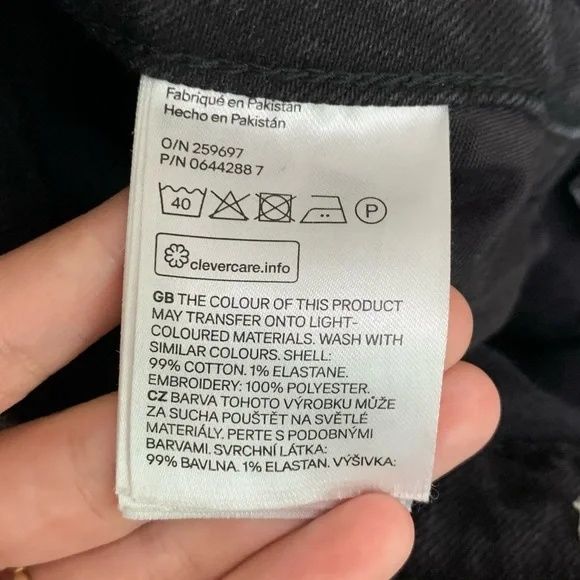 Fabriqué en Pakistan
Hecho en Pakistán
O/N 259697
P/N 0644288 7
40
P
clevercare.info
GB THE COLOUR OF THIS PRODUCT
MAY TRANSFER ONTO LIGHT-
COLOURED MATERIALS. WASH WITH
SIMILAR COLOURS. SHELL:
99% COTTON. 1% ELASTANE.
EMBROIDERY: 100% POLYESTER.
CZ BARVA TOHOTO VÝROBKU MŮŽE
ZA SUCHA POUŠTĚT NA SVĚTLÉ
MATERIÁLY. PERTE S PODOBNÝMI
BARVAMI. SVRCHNÍ LÁTKA:
99% BAVLNA. 1% ELASTAN. VÝŠIVKA: